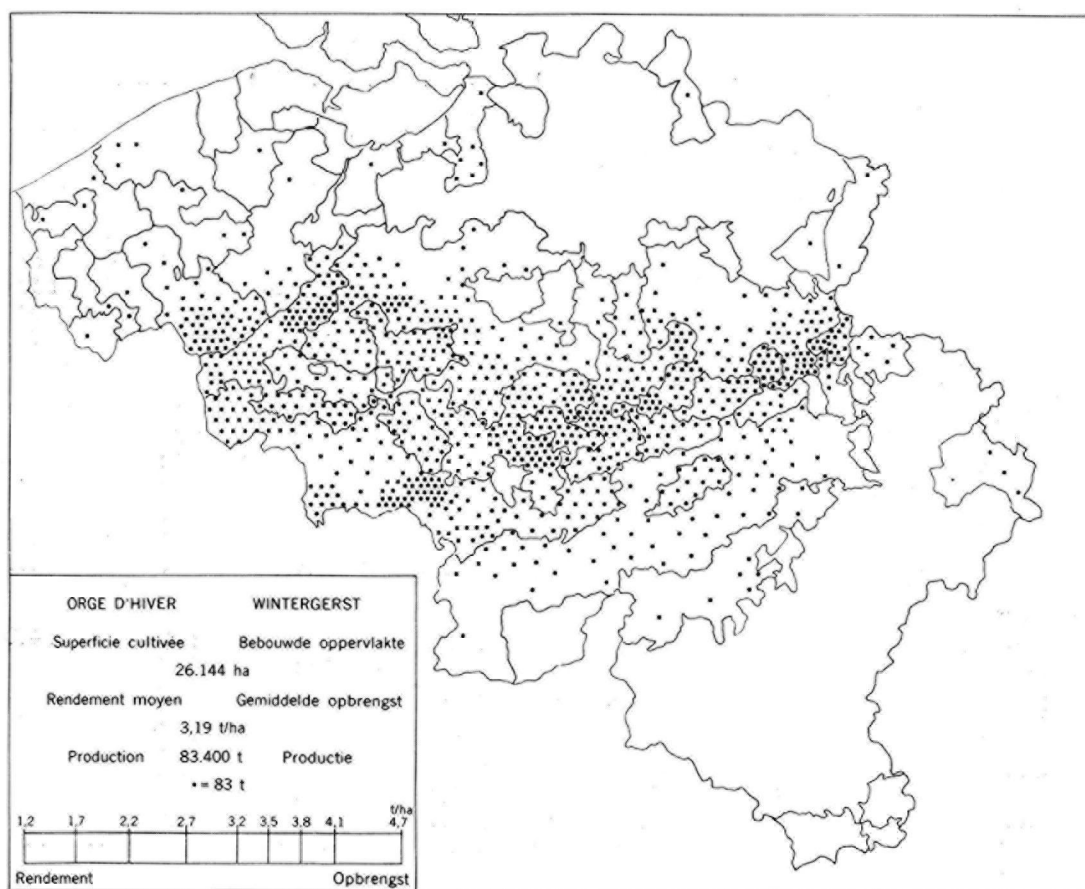 ORGE D'HIVER WINTERGERST
Superficie cultivée Bebouwde oppervlakte
26.144 ha
Rendement moyen Gemiddelde opbrengst
3,19 t/ha
Production 83.400 t Productie
• = 83 t
t/ha
1,2 1,7 2,2 2,7 3,2 3,5 3,8 4,1 4,7
Rendement Opbrengst